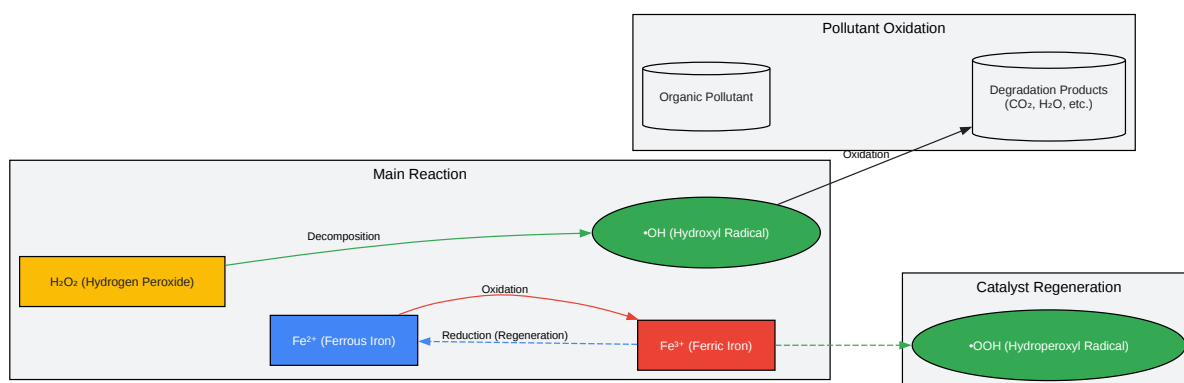 Pollutant Oxidation
Organic Pollutant
Degradation Products
(CO₂, H₂O, etc.)
Oxidation
Main Reaction
•OH (Hydroxyl Radical)
Decomposition
H₂O₂ (Hydrogen Peroxide)
Oxidation
Fe²⁺ (Ferrous Iron)
Reduction (Regeneration)
Fe³⁺ (Ferric Iron)
Catalyst Regeneration
•OOH (Hydroperoxyl Radical)